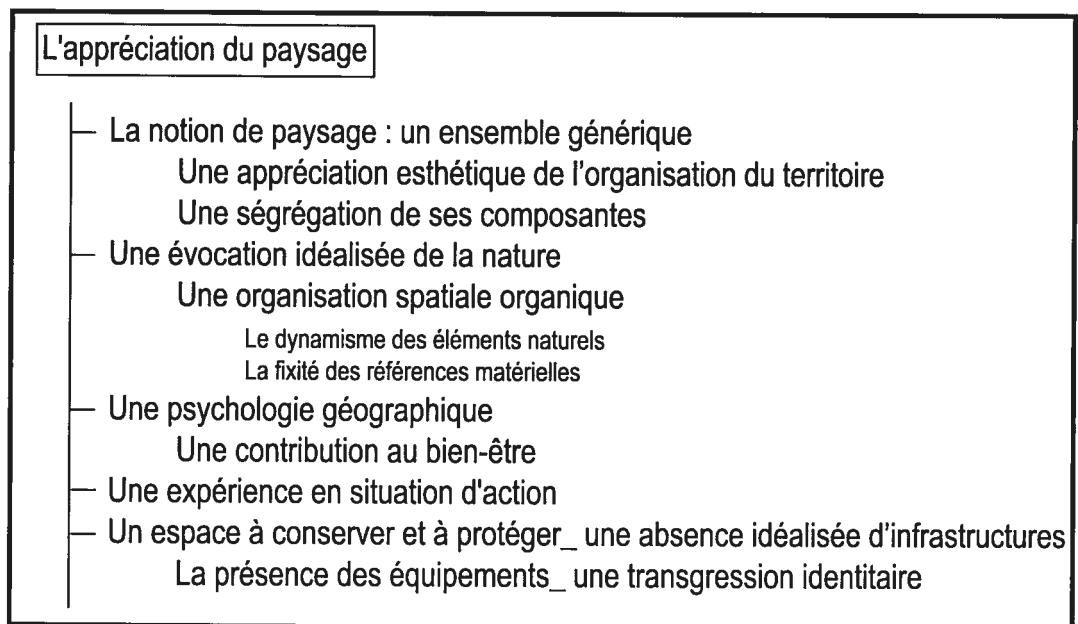 L'appréciation du paysage
La notion de paysage : un ensemble générique
Une appréciation esthétique de l'organisation du territoire
Une ségrégation de ses composantes
Une évocation idéalisée de la nature
Une organisation spatiale organique
Le dynamisme des éléments naturels
La fixité des références matérielles
Une psychologie géographique
Une contribution au bien-être
Une expérience en situation d'action
Un espace à conserver et à protéger_ une absence idéalisée d'infrastructures
La présence des équipements_ une transgression identitaire